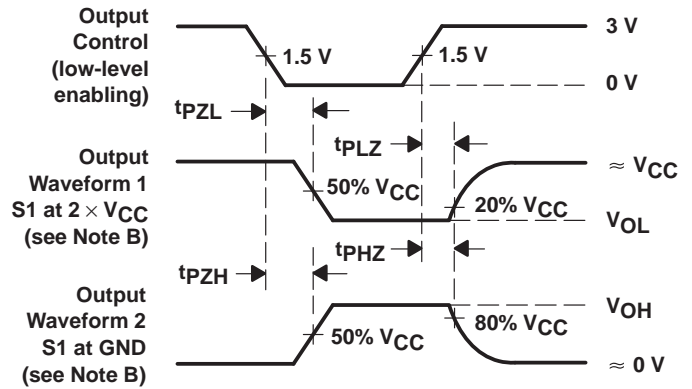 Output
Control
(low-level
enabling)
1.5 V
1.5 V
3 V
0 V
tPZL
tPLZ
Output
Waveform 1
S1 at 2 × VCC
(see Note B)
50% VCC
20% VCC
≈ VCC
VOL
tPZH
tPHZ
Output
Waveform 2
S1 at GND
(see Note B)
50% VCC
80% VCC
VOH
≈ 0 V